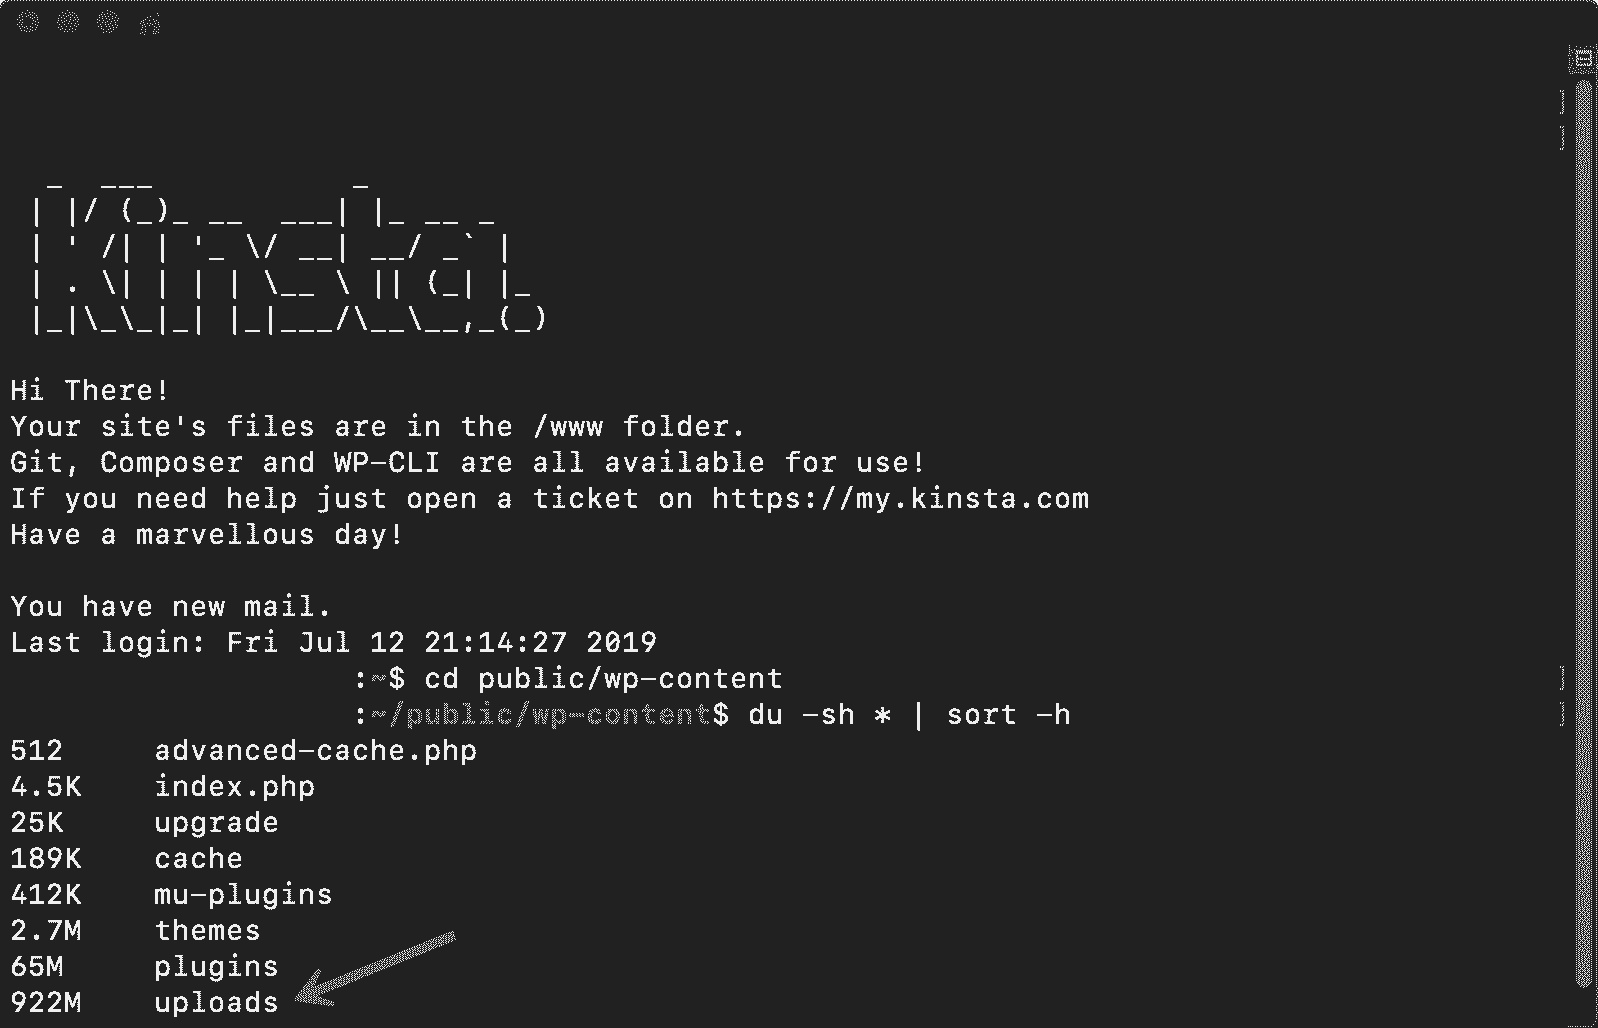 _  ___           _
 | |/ (_)_ __  ___| |_ __ _
 | ' /| | '_ \/ __| __/ _` |
 | . \| | | | \__ \ || (_| |_
 |_|\_\_|_| |_|___/\__\__,_(_)
Hi There!
Your site's files are in the /www folder.
Git, Composer and WP-CLI are all available for use!
If you need help just open a ticket on https://my.kinsta.com
Have a marvellous day!
You have new mail.
Last login: Fri Jul 12 21:14:27 2019
:~$ cd public/wp-content
:~/public/wp-content$ du -sh * | sort -h
512 advanced-cache.php
4.5K index.php
25K upgrade
189K cache
412K mu-plugins
2.7M themes
65M plugins
922M uploads